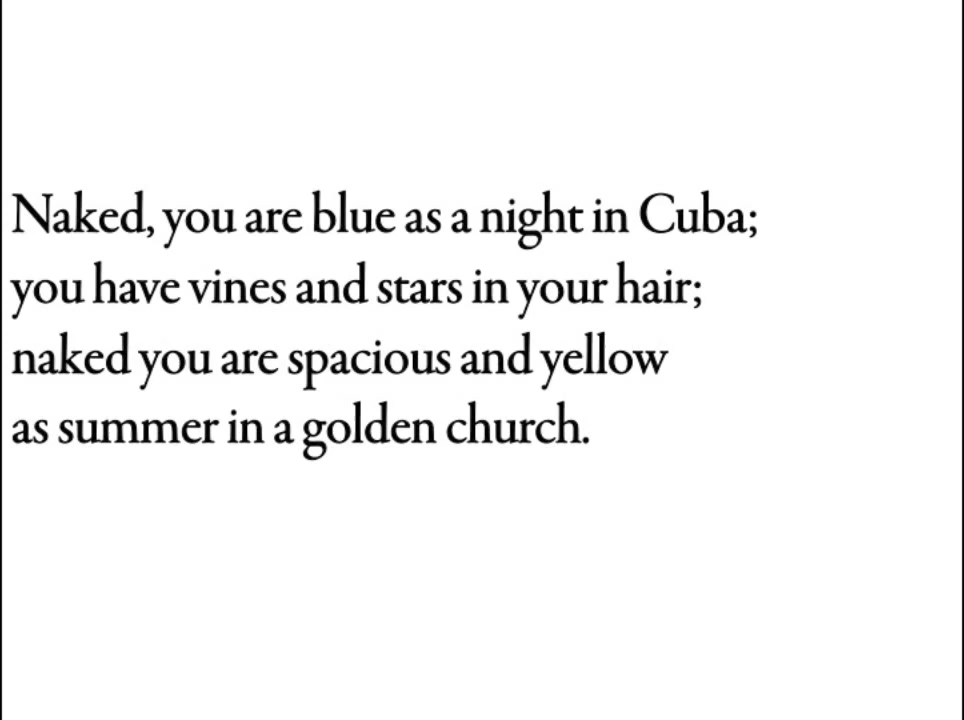 Naked, you are blue as a night in Cuba;
you have vines and stars in your hair;
naked you are spacious and yellow
as summer in a golden church.